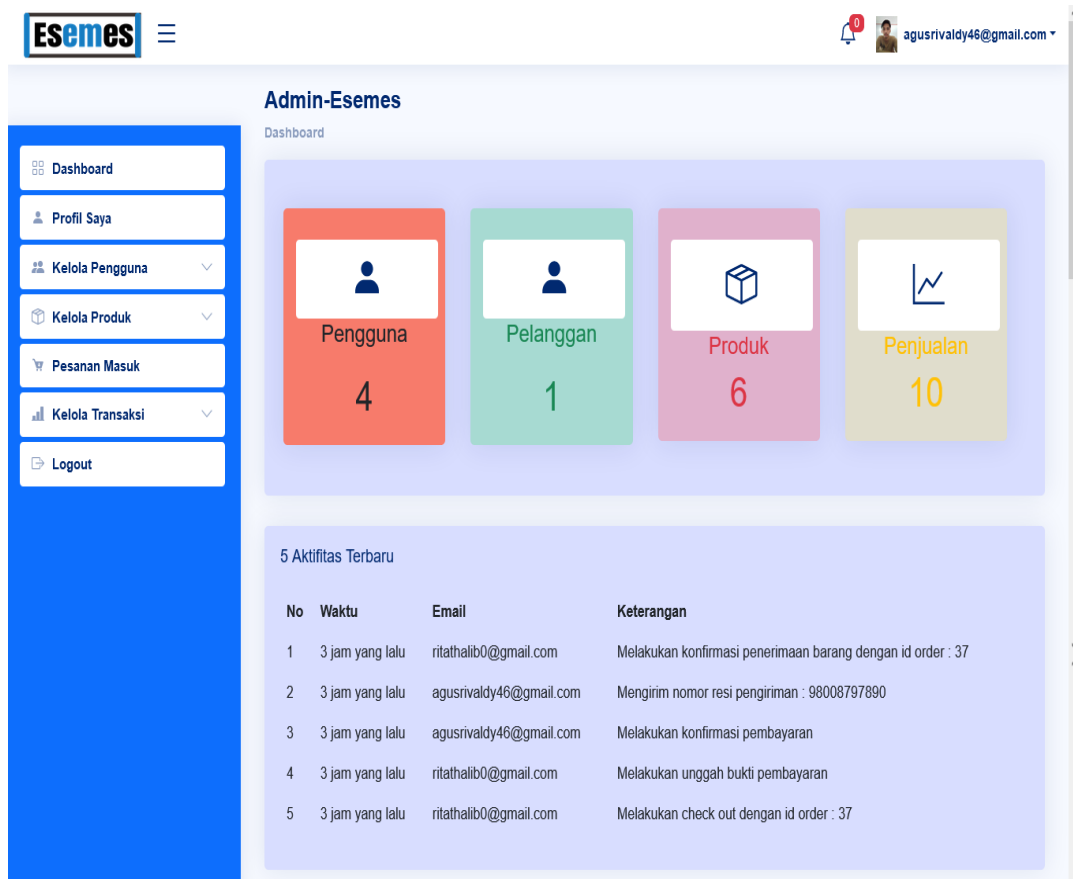 Esemes
0
agusrivaldy46@gmail.com
Admin-Esemes
Dashboard
Dashboard
Profil Saya
Kelola Pengguna
Kelola Produk
Pesanan Masuk
Kelola Transaksi
Logout
Pengguna
4
Pelanggan
1
Produk
6
Penjualan
10
5 Aktifitas Terbaru
No Waktu Email Keterangan
1 3 jam yang lalu ritathalib0@gmail.com Melakukan konfirmasi penerimaan barang dengan id order : 37
2 3 jam yang lalu agusrivaldy46@gmail.com Mengirim nomor resi pengiriman : 98008797890
3 3 jam yang lalu agusrivaldy46@gmail.com Melakukan konfirmasi pembayaran
4 3 jam yang lalu ritathalib0@gmail.com Melakukan unggah bukti pembayaran
5 3 jam yang lalu ritathalib0@gmail.com Melakukan check out dengan id order : 37